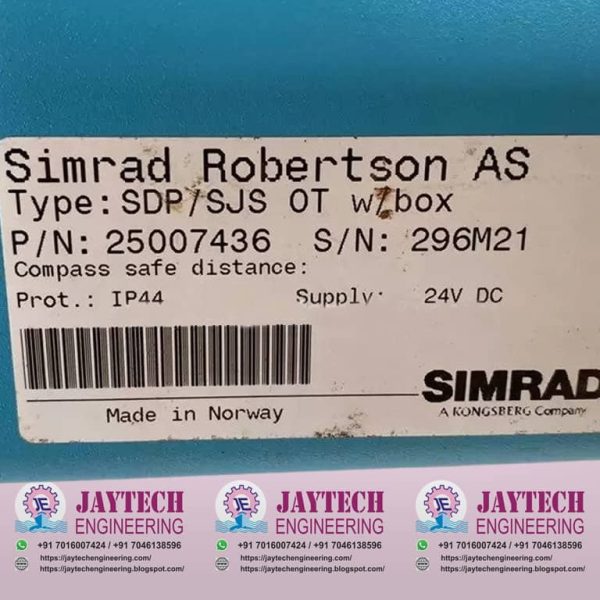 Simrad Robertson AS
Type: SDP/SJS OT w/box
P/N: 25007436 S/N: 296M21
Compass safe distance:
Prot.: IP44 Supply: 24V DC
SIMRAD
A KONGSBERG Company
Made in Norway
JE JAYTECH ENGINEERING
+91 7016007424 / +91 7046138596
https://jaytechengineering.com/
https://jaytechengineering.blogspot.com/
JE JAYTECH ENGINEERING
+91 7016007424 / +91 7046138596
https://jaytechengineering.com/
https://jaytechengineering.blogspot.com/
JE JAYTECH ENGINEERING
+91 7016007424 / +91 7046138596
https://jaytechengineering.com/
https://jaytechengineering.blogspot.com/